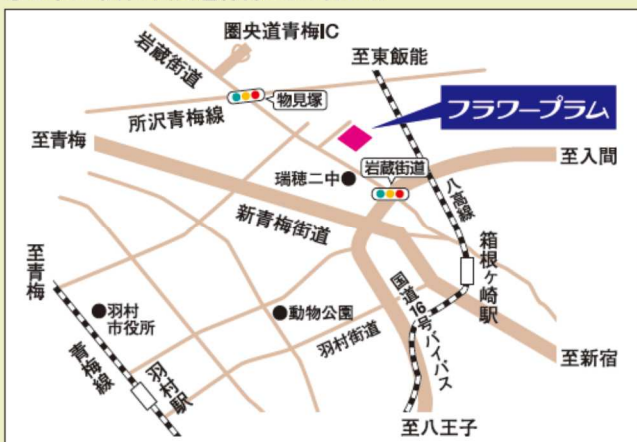 圏央道青梅IC
岩蔵街道
至東飯能
物見塚
所沢青梅線
フラワープラム
至青梅
瑞穂二中
岩蔵街道
至入間
八高線
新青梅街道
箱根ヶ崎駅
至青梅
羽村
市役所
動物公園
国道16号バイパス
羽村街道
青梅線
羽村駅
至新宿
至八王子